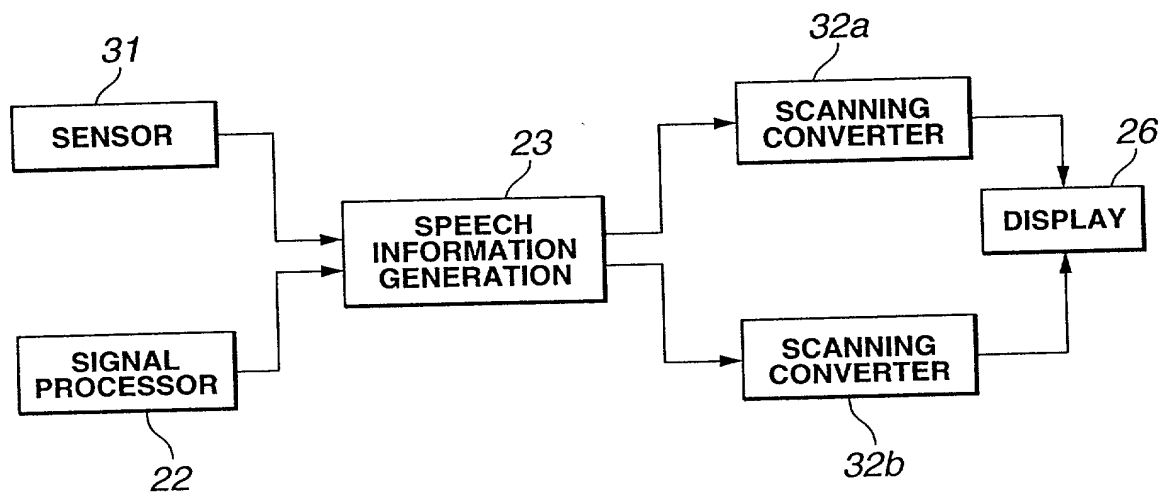 31
SENSOR
SIGNAL
PROCESSOR
22
23
SPEECH
INFORMATION
GENERATION
32a
SCANNING
CONVERTER
SCANNING
CONVERTER
32b
26
DISPLAY